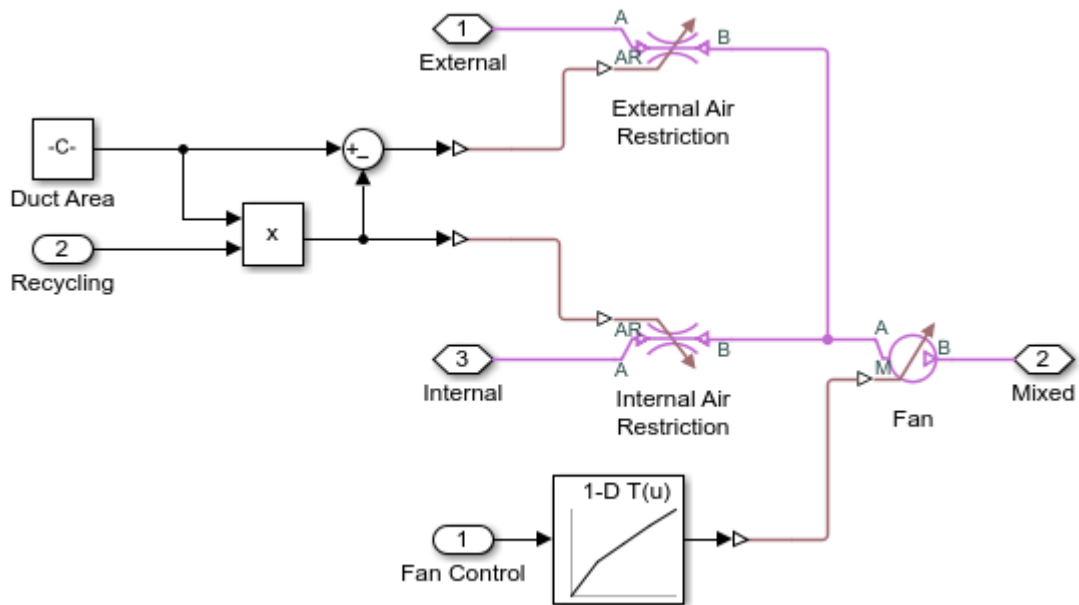 1
External
A
AR
B
External Air
Restriction
-C-
Duct Area
+
−
x
2
Recycling
3
Internal
AR
A
B
Internal Air
Restriction
A
M
B
Fan
2
Mixed
1-D T(u)
1
Fan Control